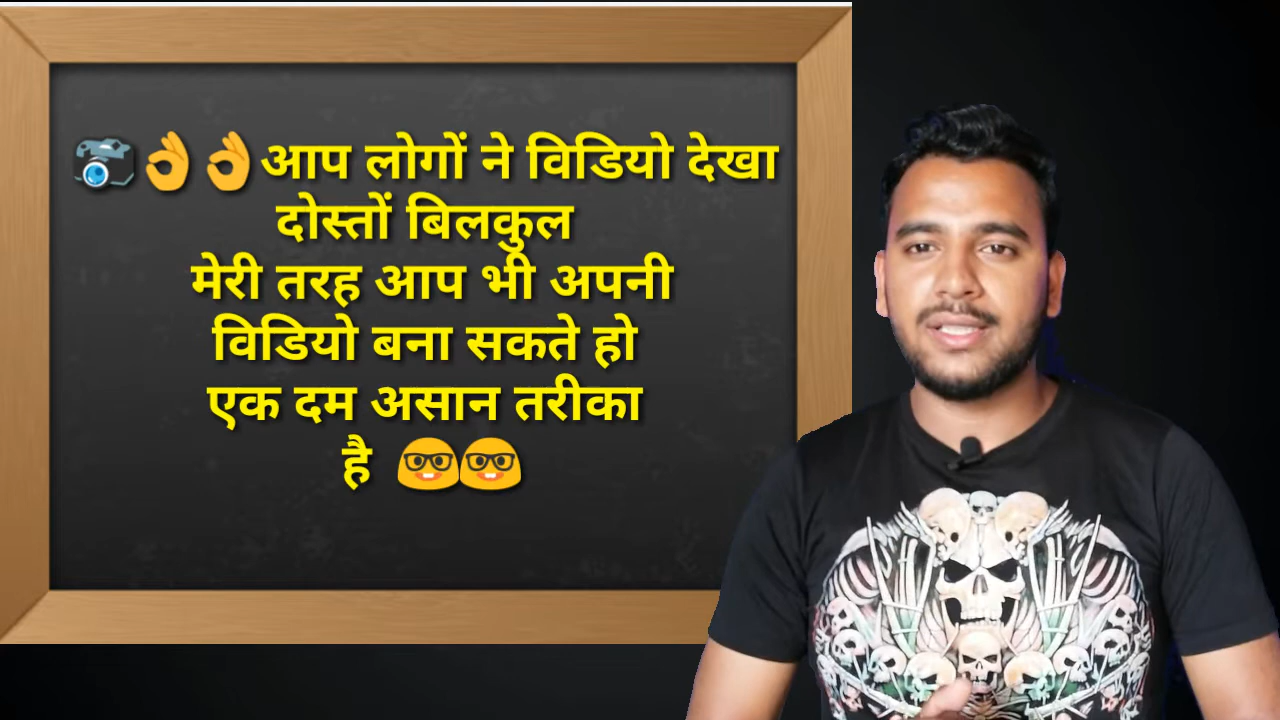 📷👌👌आप लोगों ने विडियो देखा
दोस्तों बिलकुल
मेरी तरह आप भी अपनी
विडियो बना सकते हो
एक दम असान तरीका
है 🤓🤓